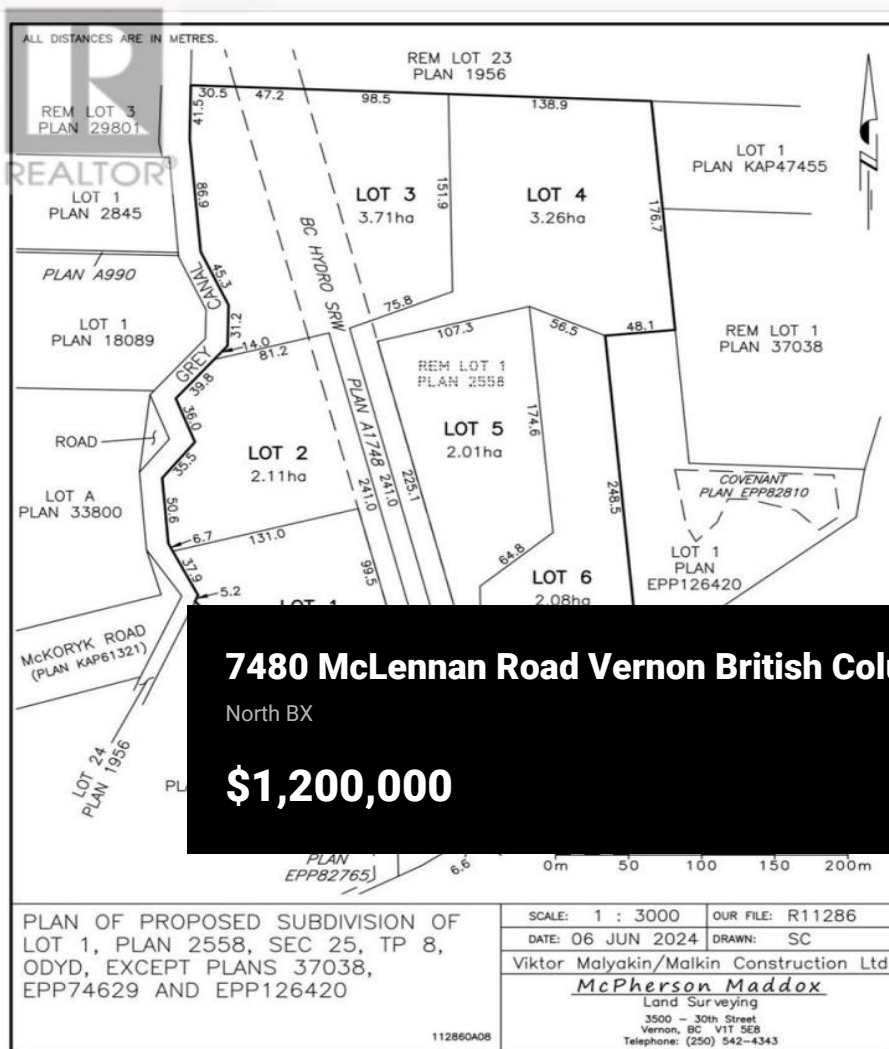 ALL DISTANCES ARE IN METRES.
R
REALTOR®
REM LOT 23
PLAN 1956
REM LOT 3
PLAN 29801
30.5
47.2
98.5
138.9
41.5
LOT 1
PLAN KAP47455
LOT 1
PLAN 2845
86.9
LOT 3
3.71ha
151.9
LOT 4
3.26ha
176.7
BC HYDRO SRW
PLAN A1748
PLAN A990
GREY CANAL
45.3
31.2
LOT 1
PLAN 18089
14.0
81.2
75.8
107.3
56.5
48.1
REM LOT 1
PLAN 37038
REM LOT 1
PLAN 2558
39.8
36.0
ROAD
35.5
LOT 2
2.11ha
LOT 5
2.01ha
174.6
LOT A
PLAN 33800
50.6
241.0
241.0
225.1
248.5
COVENANT
PLAN EPP82810
6.7
131.0
37.9
99.5
64.8
LOT 1
PLAN
EPP126420
5.2
LOT 6
2.08ha
LOT 1
McKORYK ROAD
(PLAN KAP61321)
LOT 24
PLAN 1956
7480 McLennan Road Vernon British Colu
North BX
$1,200,000
PLAN
EPP82765
6.6
0m 50 100 150 200m
PLAN OF PROPOSED SUBDIVISION OF
LOT 1, PLAN 2558, SEC 25, TP 8,
ODYD, EXCEPT PLANS 37038,
EPP74629 AND EPP126420
112860A08
SCALE: 1 : 3000 OUR FILE: R11286
DATE: 06 JUN 2024 DRAWN: SC
Viktor Malyakin/Malkin Construction Ltd
McPherson Maddox
Land Surveying
3500 – 30th Street
Vernon, BC V1T 5E8
Telephone: (250) 542–4343